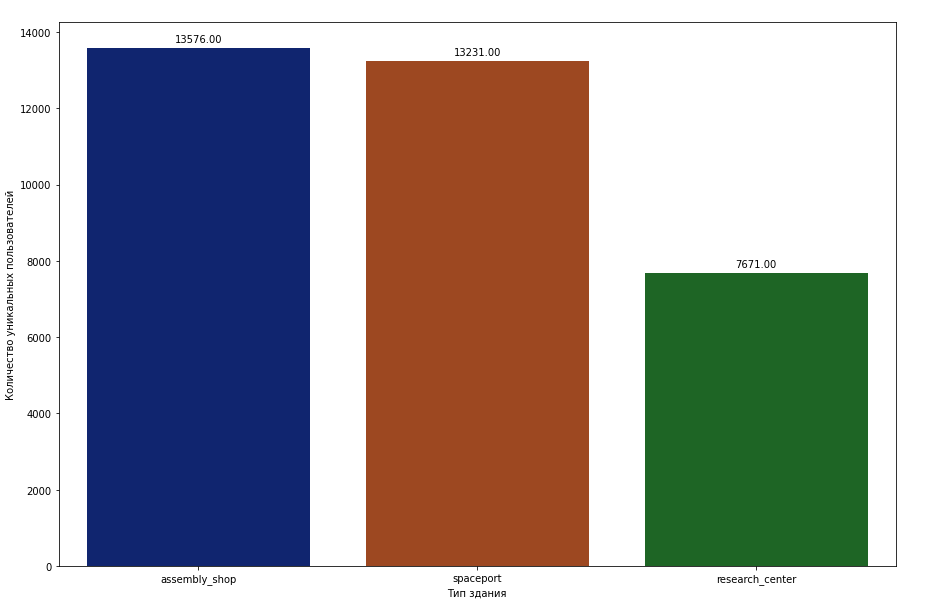 14000
12000
10000
8000
6000
4000
2000
0
Количество уникальных пользователей
13576.00
13231.00
7671.00
assembly_shop
spaceport
research_center
Тип здания